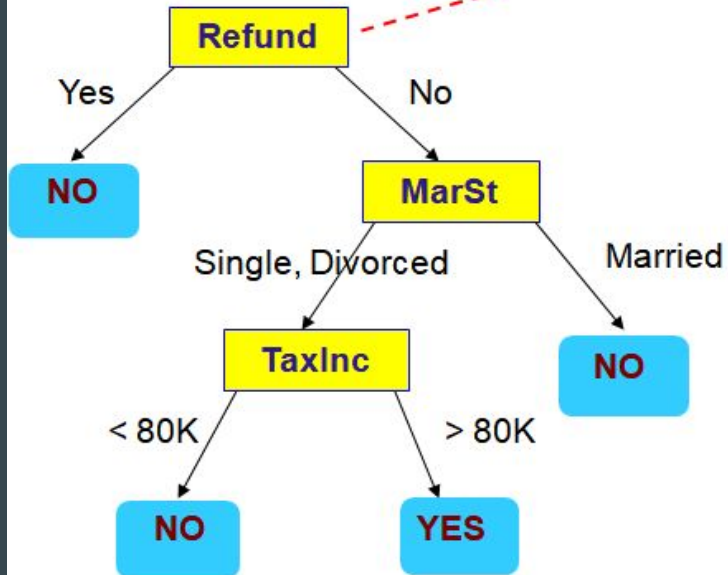 Refund
Yes
No
NO
MarSt
Single, Divorced
Married
TaxInc
NO
< 80K
> 80K
NO
YES